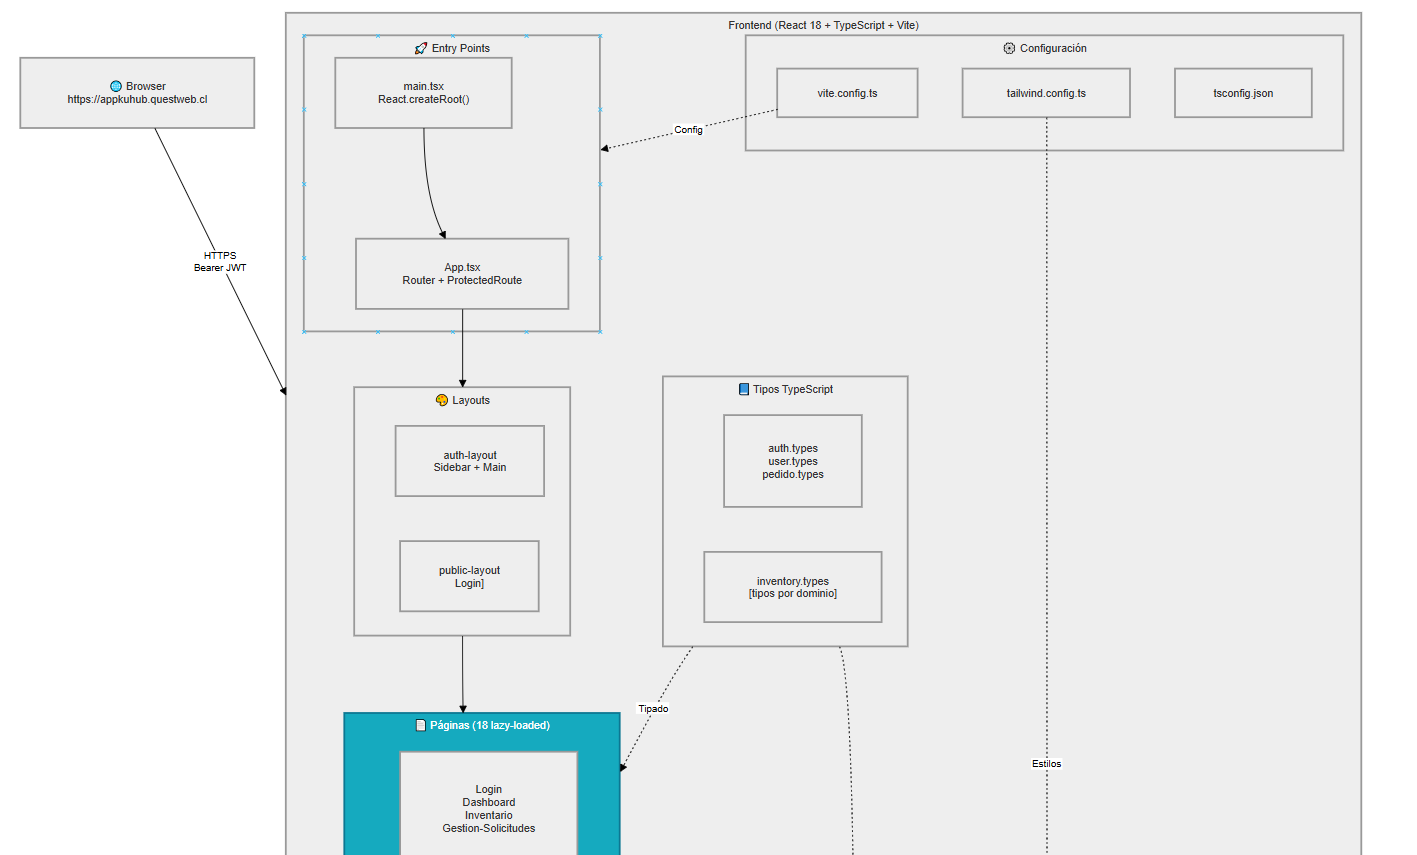 Frontend (React 18 + TypeScript + Vite)
Entry Points
main.tsx
React.createRoot()
App.tsx
Router + ProtectedRoute
Configuración
vite.config.ts
tailwind.config.ts
tsconfig.json
Config
Browser
https://appkuhub.questweb.cl
HTTPS
Bearer JWT
Layouts
auth-layout
Sidebar + Main
public-layout
Login]
Tipos TypeScript
auth.types
user.types
pedido.types
inventory.types
[tipos por dominio]
Tipado
Estilos
Páginas (18 lazy-loaded)
Login
Dashboard
Inventario
Gestion-Solicitudes